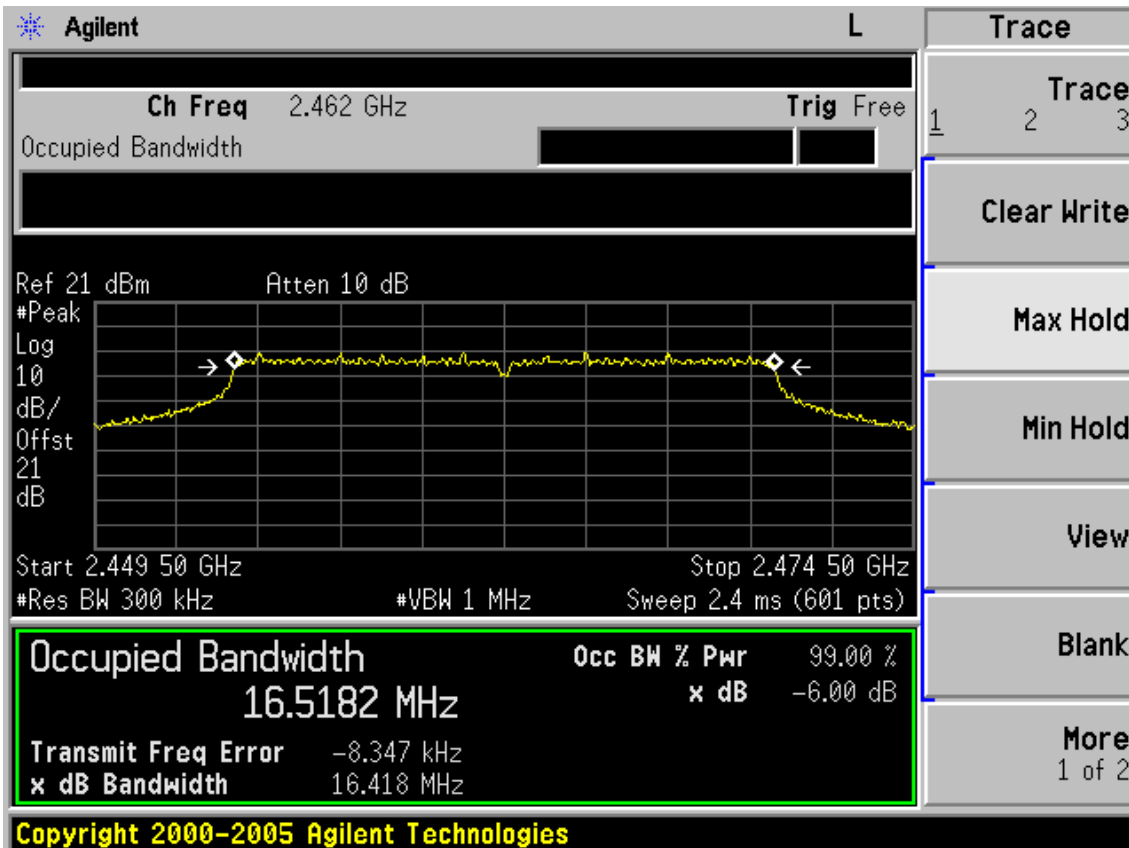 Agilent
L
Trace
Ch Freq 2.462 GHz
Trig Free
Occupied Bandwidth
Ref 21 dBm
Atten 10 dB
#Peak
Log
10
dB/
Offst
21
dB
Start 2.449 50 GHz
Stop 2.474 50 GHz
#Res BW 300 kHz
#VBW 1 MHz
Sweep 2.4 ms (601 pts)
Occupied Bandwidth
16.5182 MHz
Occ BW % Pwr 99.00 %
x dB -6.00 dB
Transmit Freq Error -8.347 kHz
x dB Bandwidth 16.418 MHz
Copyright 2000-2005 Agilent Technologies
Trace
1 2 3
Clear Write
Max Hold
Min Hold
View
Blank
More
1 of 2